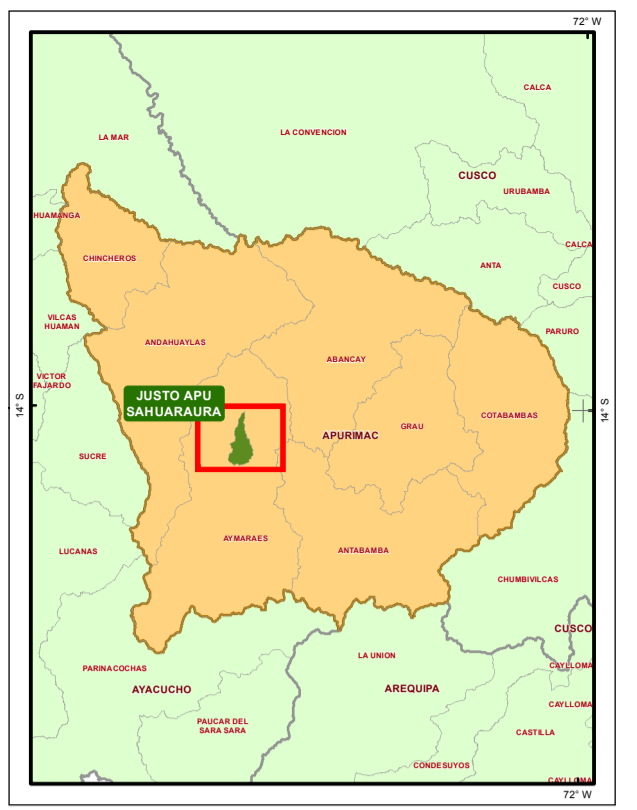 72° W
CALCA
LA MAR
LA CONVENCION
CUSCO
URUBAMBA
HUAMANGA
CALCA
CHINCHEROS
ANTA
CUSCO
VILCAS
HUAMAN
PARURO
ANDAHUAYLAS
ABANCAY
VICTOR
FAJARDO
JUSTO APU
SAHUARAURA
14° S
14° S
COTABAMBAS
GRAU
APURIMAC
SUCRE
AYMARAES
ANTABAMBA
LUCANAS
CHUMBIVILCAS
CUSCO
LA UNION
CAYLLOMA
PARINACOCHAS
AYACUCHO
AREQUIPA
CAYLLOMA
PAUCAR DEL
SARA SARA
CASTILLA
CONDESUYOS
CAYLLOMA
72° W